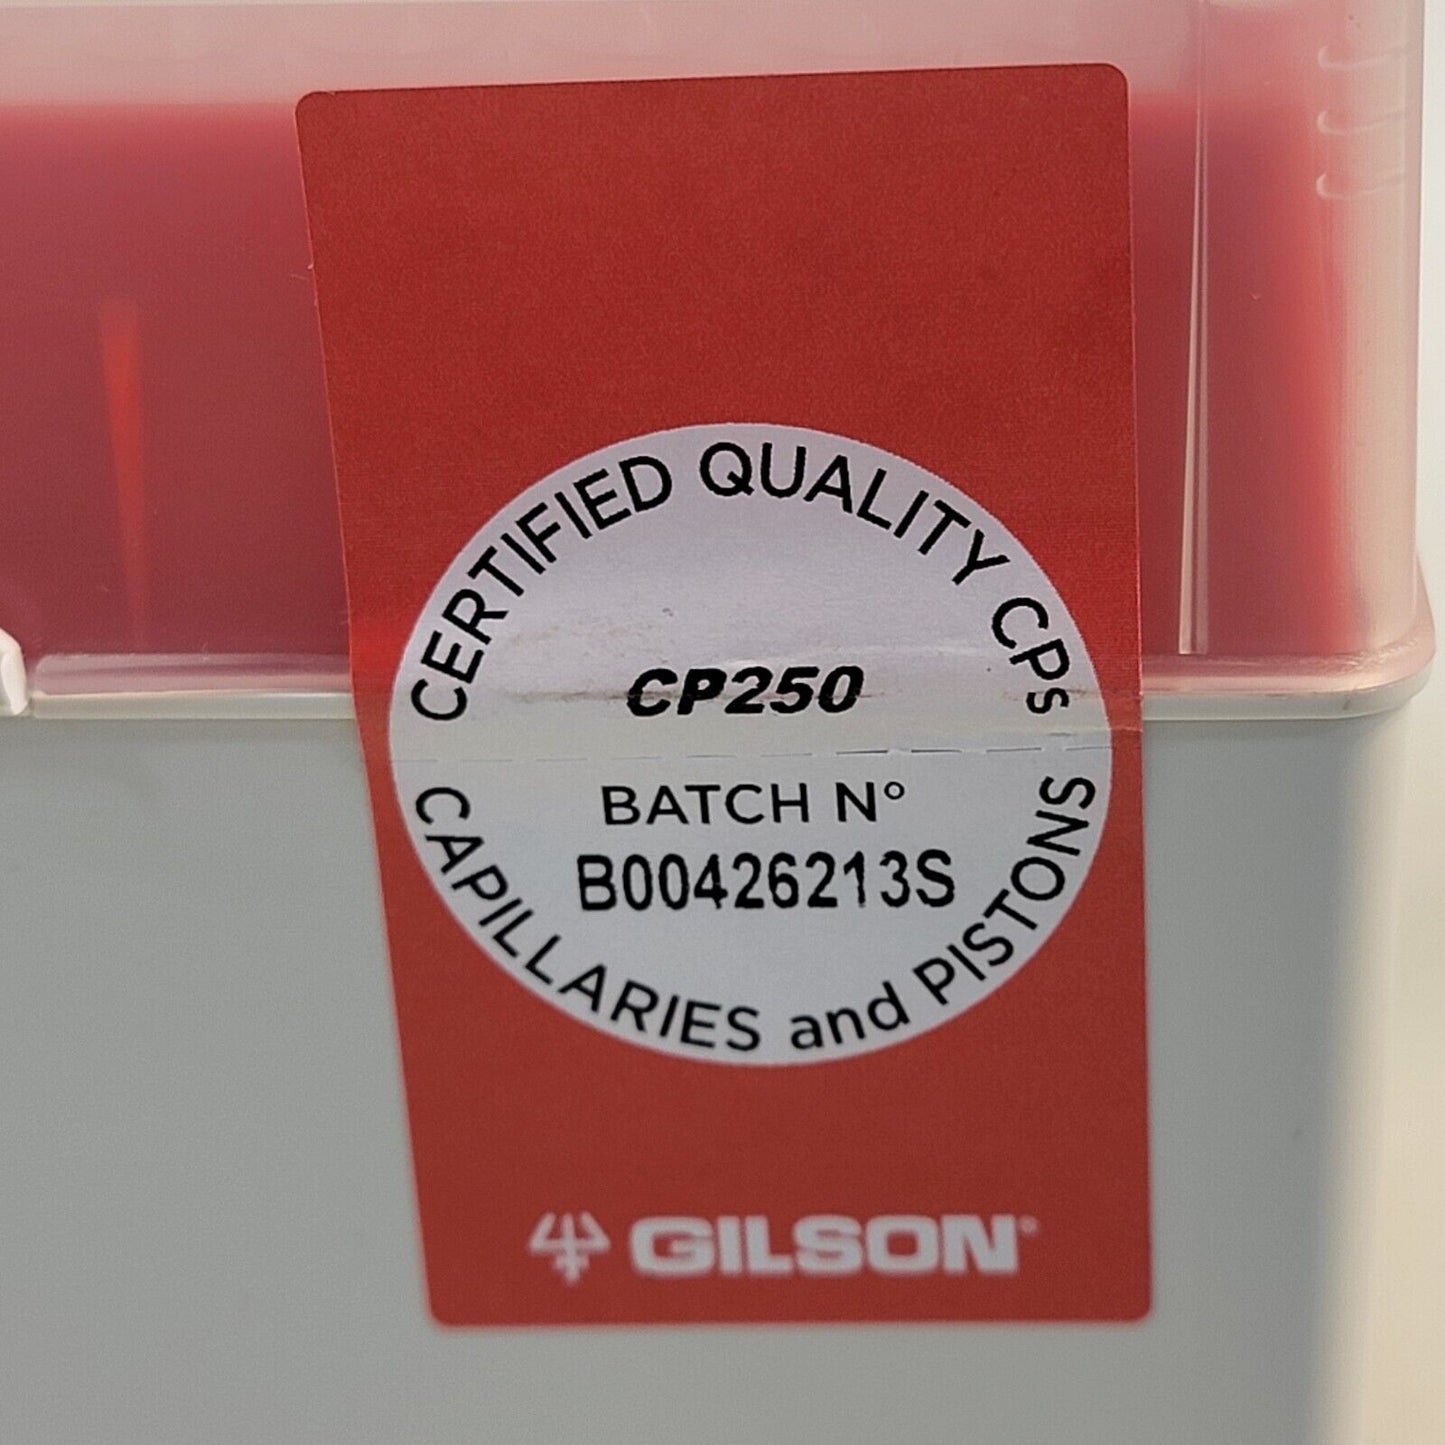 CERTIFIED QUALITY CPs
CP250
BATCH N°
B00426213S
CAPILLARIES and PISTONS
GILSON®